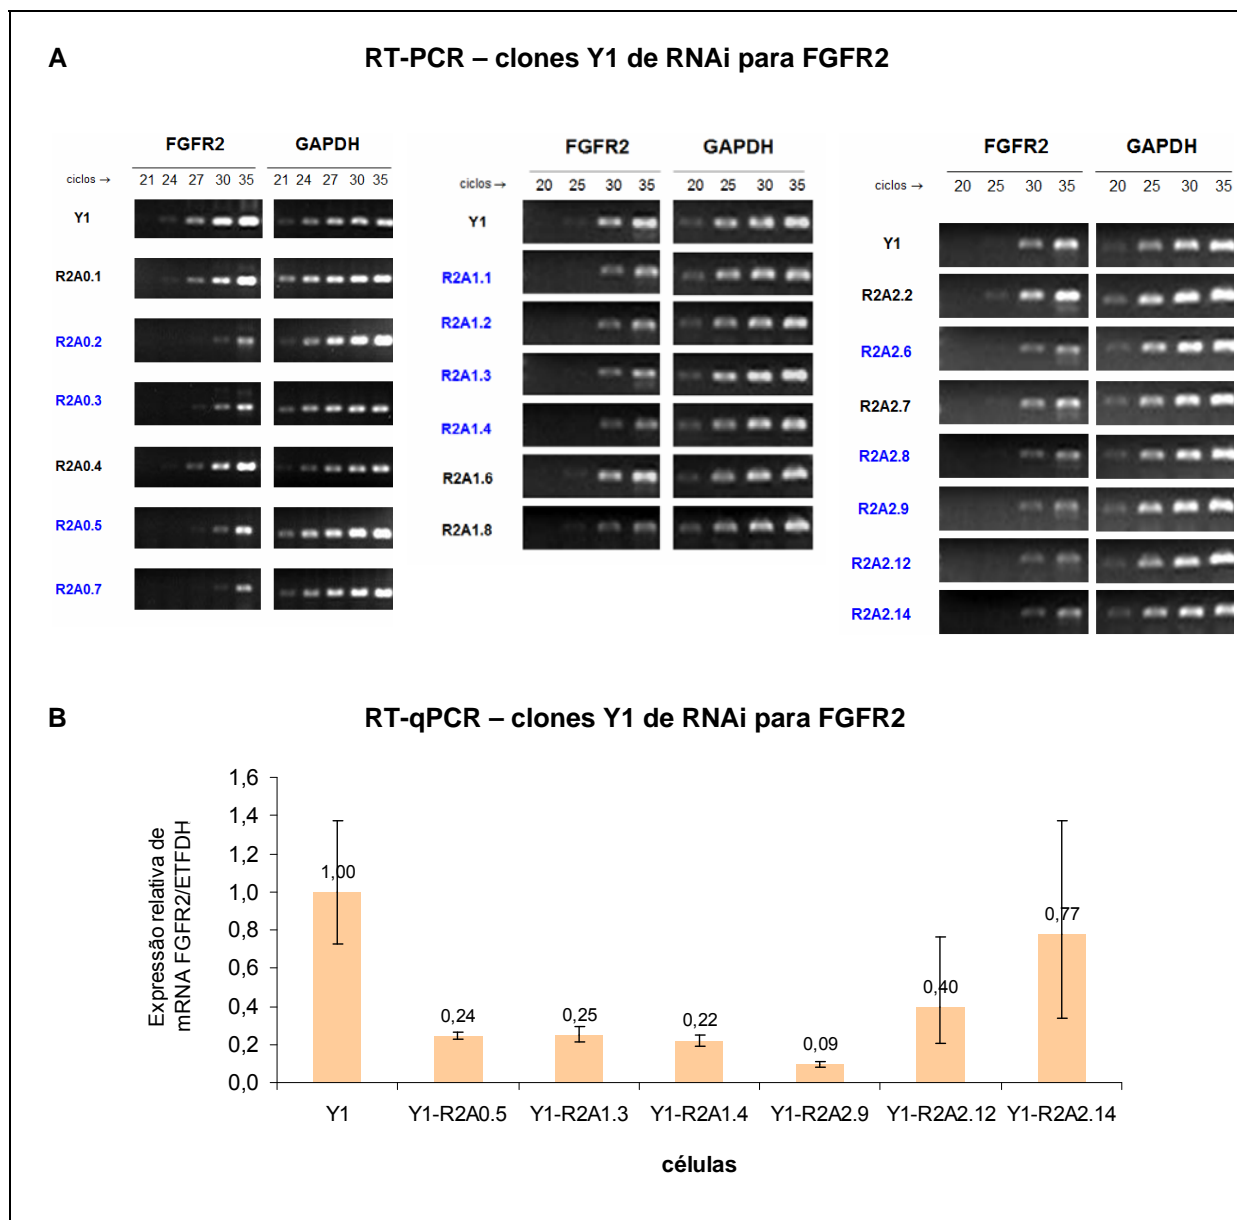 A
RT-PCR – clones Y1 de RNAi para FGFR2
FGFR2 GAPDH
ciclos → 21 24 27 30 35 21 24 27 30 35
Y1
R2A0.1
R2A0.2
R2A0.3
R2A0.4
R2A0.5
R2A0.7
FGFR2 GAPDH
ciclos → 20 25 30 35 20 25 30 35
Y1
R2A1.1
R2A1.2
R2A1.3
R2A1.4
R2A1.6
R2A1.8
FGFR2 GAPDH
ciclos → 20 25 30 35 20 25 30 35
Y1
R2A2.2
R2A2.6
R2A2.7
R2A2.8
R2A2.9
R2A2.12
R2A2.14
B
RT-qPCR – clones Y1 de RNAi para FGFR2
Expressão relativa de
mRNA FGFR2/ETFDH
1,6
1,4
1,2
1,0
0,8
0,6
0,4
0,2
0,0
1,00
0,24
0,25
0,22
0,09
0,40
0,77
Y1 Y1-R2A0.5 Y1-R2A1.3 Y1-R2A1.4 Y1-R2A2.9 Y1-R2A2.12 Y1-R2A2.14
células